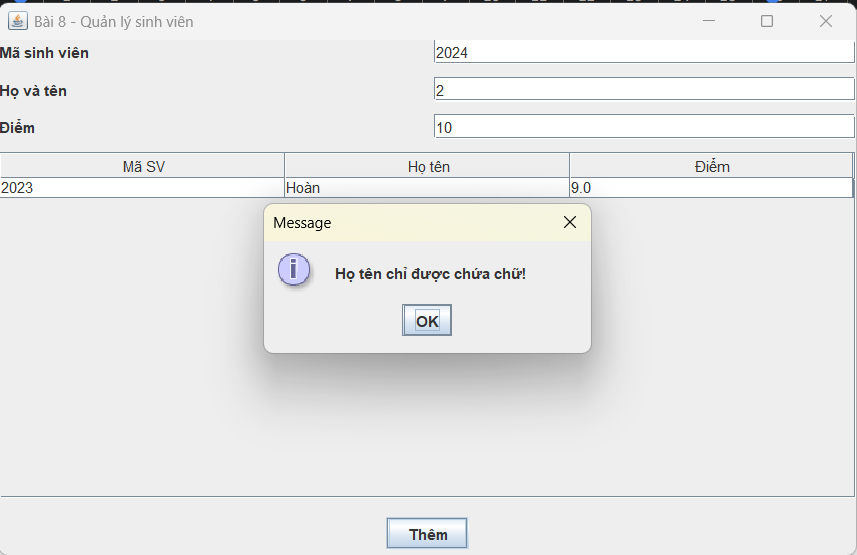 Bài 8 - Quản lý sinh viên
Mã sinh viên 2024
Họ và tên 2
Điểm 10
Mã SV Họ tên Điểm
2023 Hoàn 9.0
Message
Họ tên chỉ được chứa chữ!
OK
Thêm